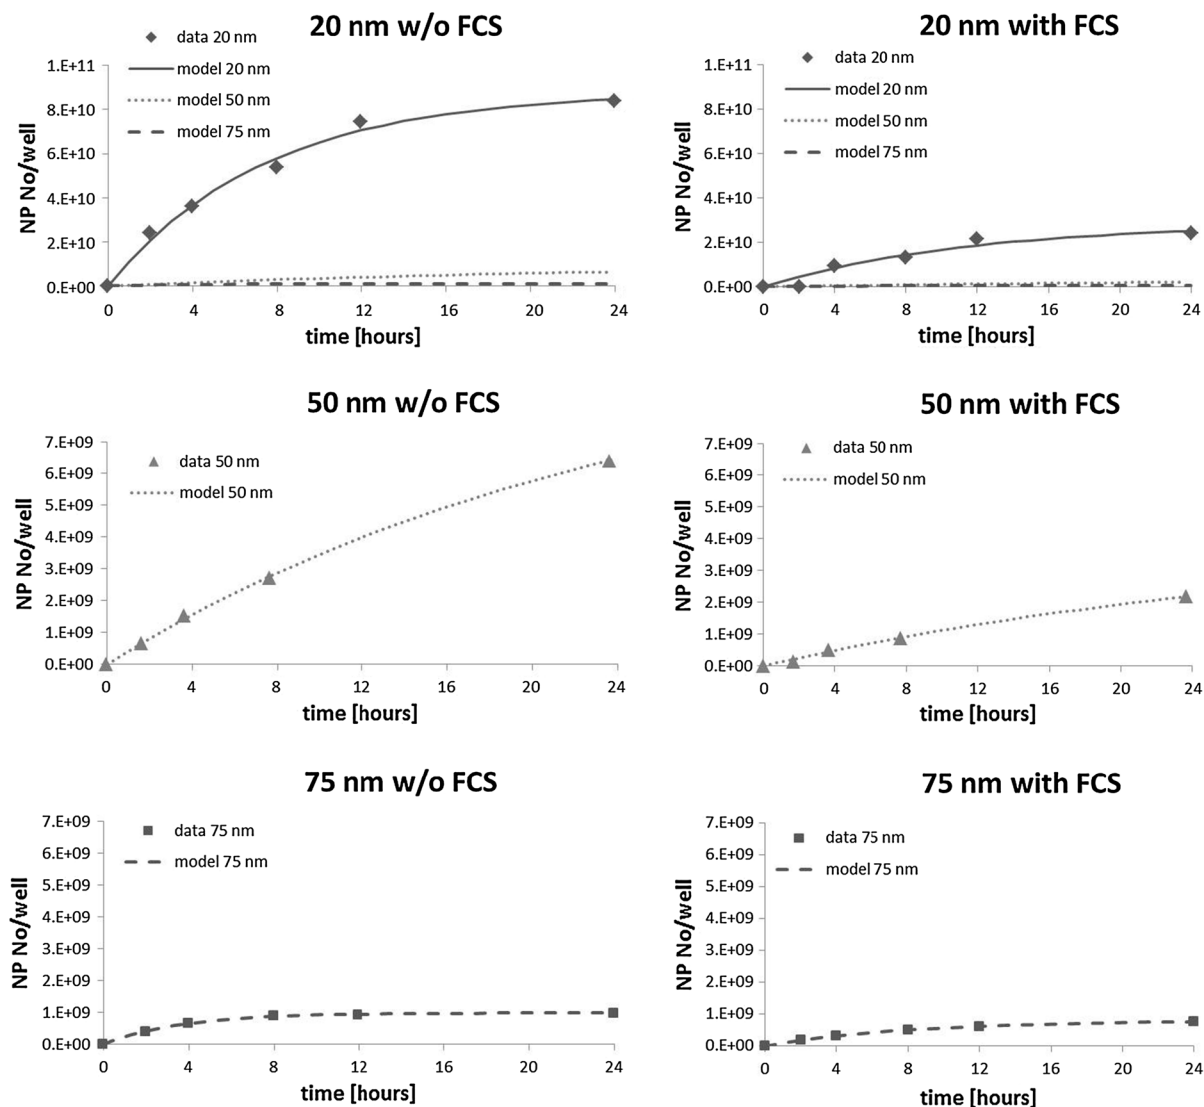 20 nm w/o FCS
data 20 nm
model 20 nm
model 50 nm
model 75 nm
1.E+11
8.E+10
6.E+10
4.E+10
2.E+10
0.E+00
NP No/well
0 4 8 12 16 20 24
time [hours]
20 nm with FCS
data 20 nm
model 20 nm
model 50 nm
model 75 nm
1.E+11
8.E+10
6.E+10
4.E+10
2.E+10
0.E+00
NP No/well
0 4 8 12 16 20 24
time [hours]
50 nm w/o FCS
data 50 nm
model 50 nm
7.E+09
6.E+09
5.E+09
4.E+09
3.E+09
2.E+09
1.E+09
0.E+00
NP No/well
0 4 8 12 16 20 24
time [hours]
50 nm with FCS
data 50 nm
model 50 nm
7.E+09
6.E+09
5.E+09
4.E+09
3.E+09
2.E+09
1.E+09
0.E+00
NP No/well
0 4 8 12 16 20 24
time [hours]
75 nm w/o FCS
data 75 nm
model 75 nm
7.E+09
6.E+09
5.E+09
4.E+09
3.E+09
2.E+09
1.E+09
0.E+00
NP No/well
0 4 8 12 16 20 24
time [hours]
75 nm with FCS
data 75 nm
model 75 nm
7.E+09
6.E+09
5.E+09
4.E+09
3.E+09
2.E+09
1.E+09
0.E+00
NP No/well
0 4 8 12 16 20 24
time [hours]